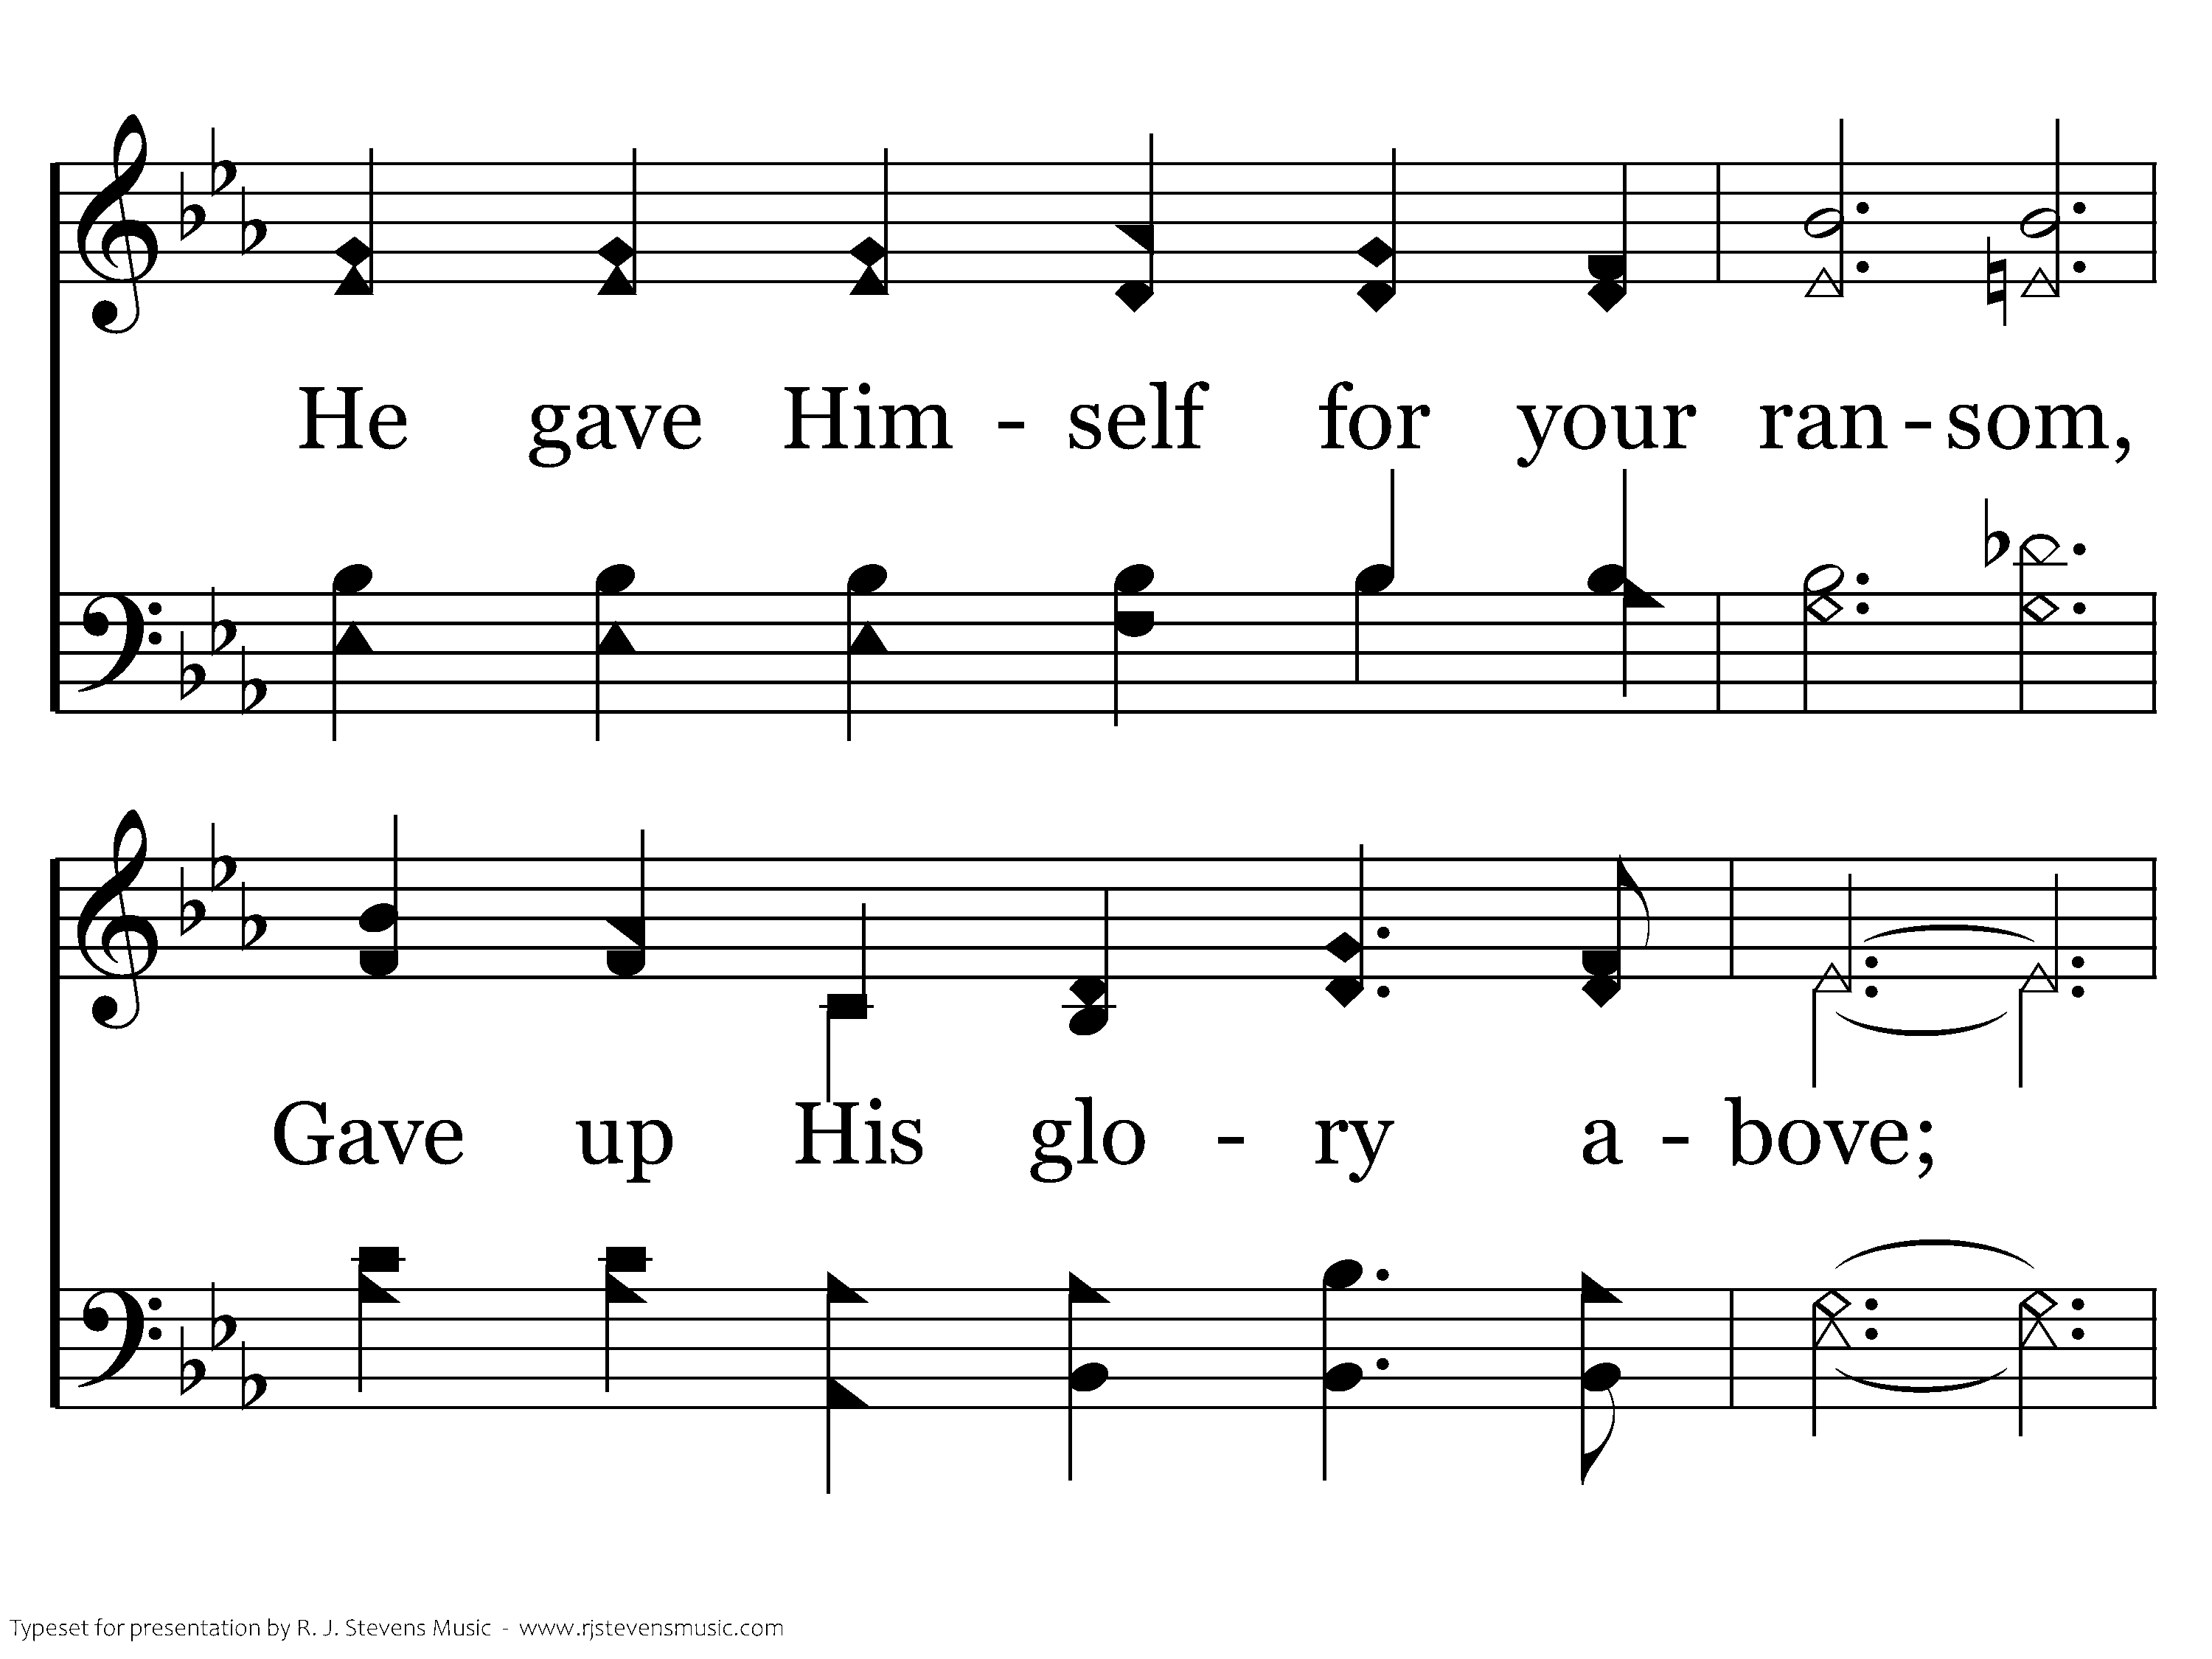 He gave Him - self for your ran - som,
Gave up His glo - ry a - bove;
Typeset for presentation by R. J. Stevens Music - www.rjstevensmusic.com